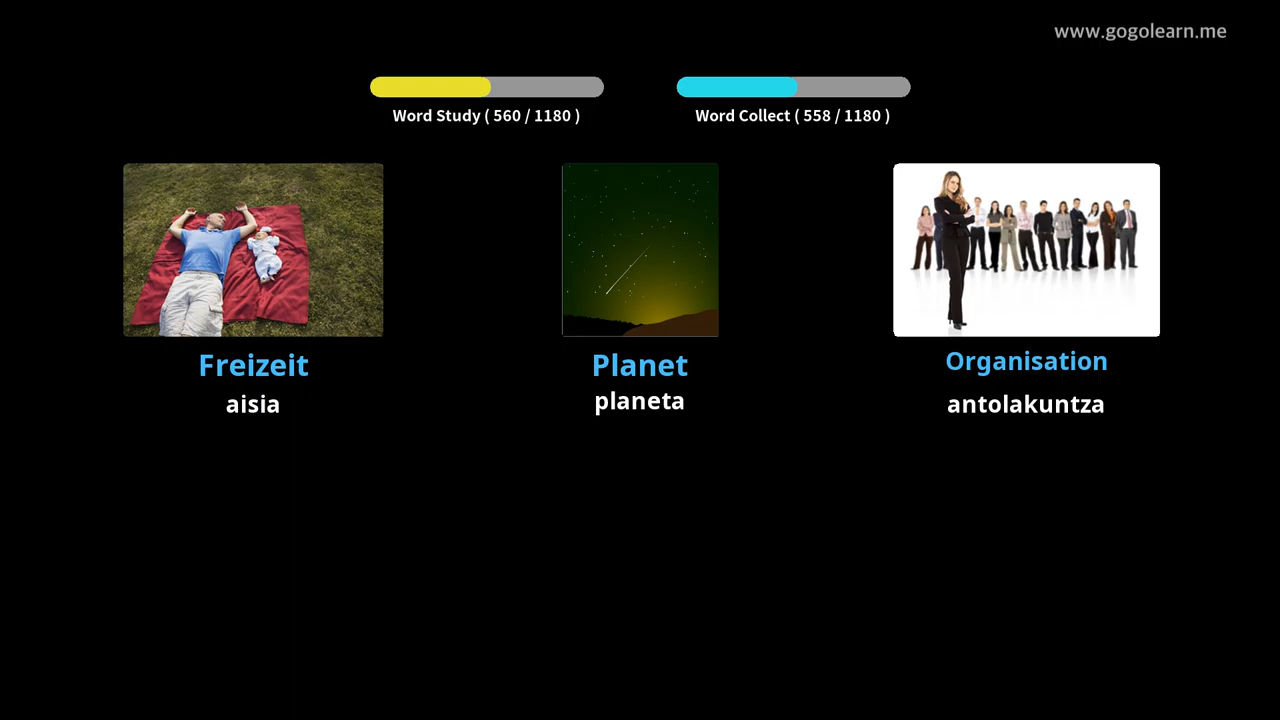 www.gogolearn.me
Word Study ( 560 / 1180 )
Word Collect ( 558 / 1180 )
Freizeit
aisia
Planet
planeta
Organisation
antolakuntza